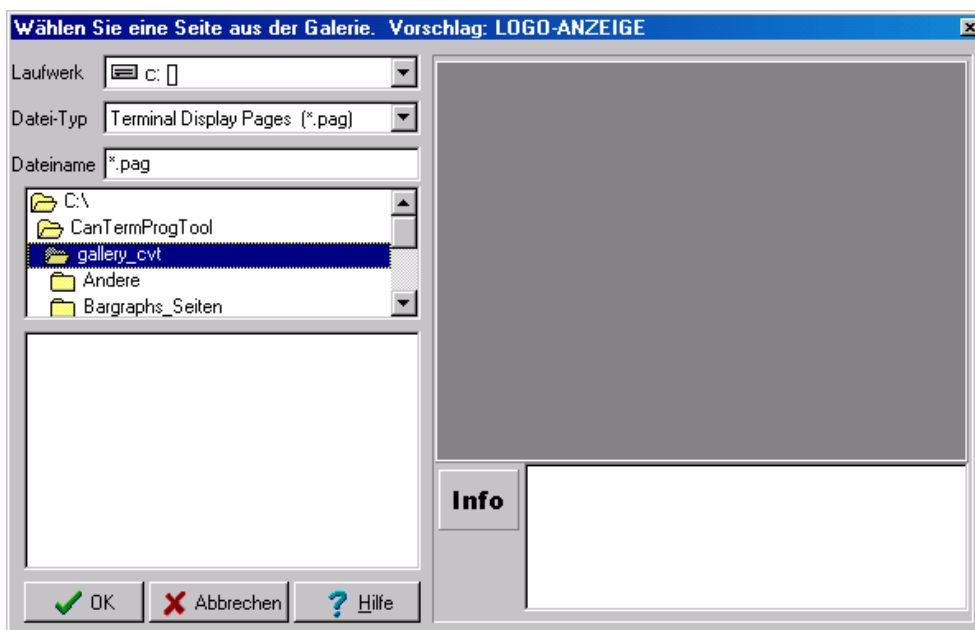 Wählen Sie eine Seite aus der Galerie. Vorschlag: LOGO-ANZEIGE
Laufwerk c: []
Datei-Typ Terminal Display Pages (*.pag)
Dateiname *.pag
C:\
CanTermProgTool
gallery_cvt
Andere
Bargraphs_Seiten
Info
OK Abbrechen Hilfe